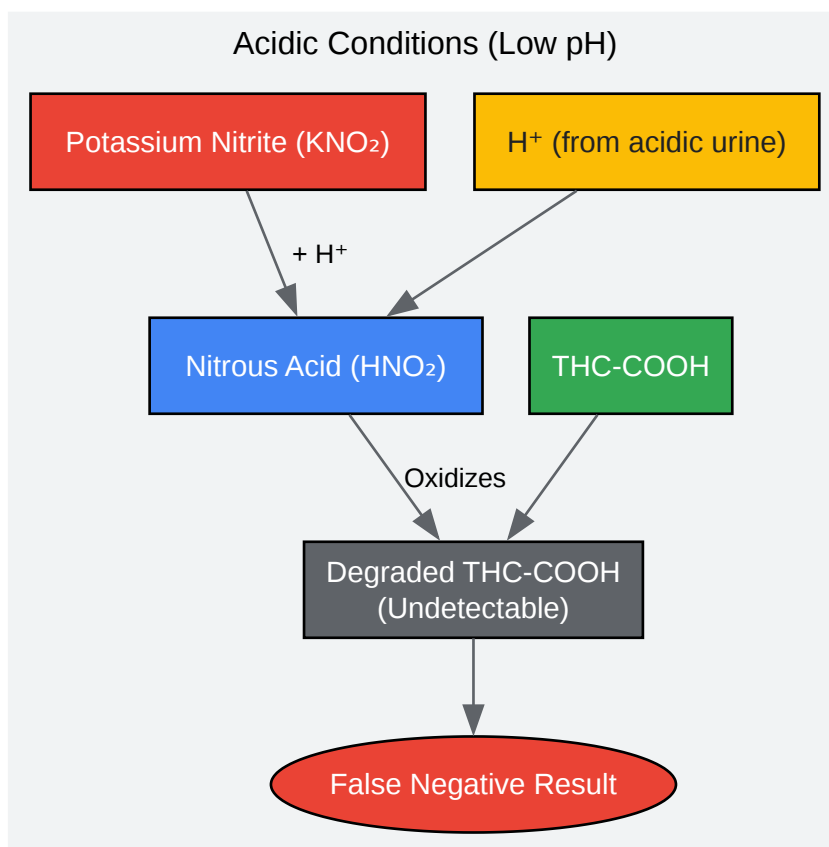 Acidic Conditions (Low pH)
Potassium Nitrite (KNO₂)
H⁺ (from acidic urine)
+ H⁺
Nitrous Acid (HNO₂)
THC-COOH
Oxidizes
Degraded THC-COOH
(Undetectable)
False Negative Result